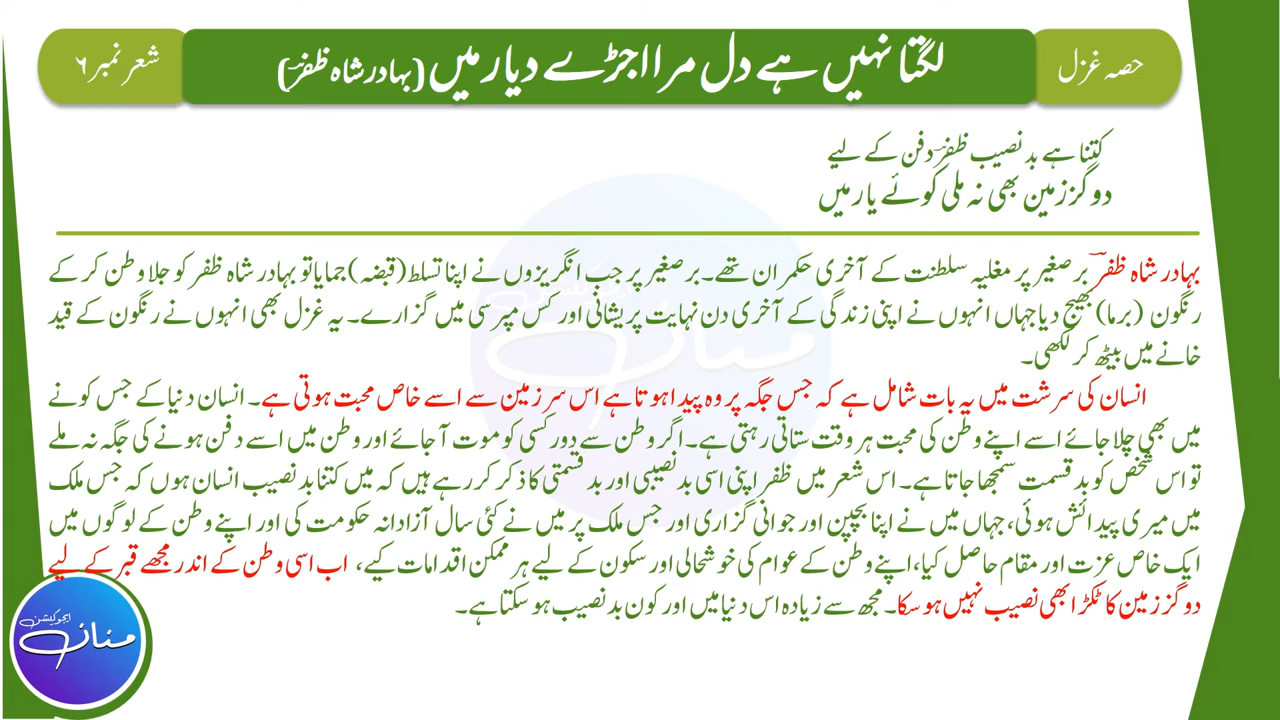 حصہ غزل
لگتا نہیں ہے دل مرا اجڑے دیار میں (بہادر شاہ ظفرؔ)
شعر نمبر ۶
کتنا ہے بد نصیب ظفرؔ دفن کے لیے
دو گز زمین بھی نہ ملی کوئے یار میں
بہادر شاہ ظفرؔ برصغیر پر مغلیہ سلطنت کے آخری حکمران تھے۔ برصغیر پر جب انگریزوں نے اپنا تسلط (قبضہ) جمایا تو بہادر شاہ ظفر کو جلا وطن کر کے
رنگون (برما) بھیج دیا جہاں انہوں نے اپنی زندگی کے آخری دن نہایت پریشانی اور کس مپرسی میں گزارے۔ یہ غزل بھی انہوں نے رنگون کے قید
خانے میں بیٹھ کر لکھی۔
انسان کی سرشت میں یہ بات شامل ہے کہ جس جگہ پر وہ پیدا ہوتا ہے اس سرزمین سے اسے خاص محبت ہوتی ہے۔ انسان دنیا کے جس کونے
میں بھی چلا جائے اسے اپنے وطن کی محبت ہر وقت ستاتی رہتی ہے۔ اگر وطن سے دور کسی کو موت آ جائے اور وطن میں اسے دفن ہونے کی جگہ نہ ملے
تو اس شخص کو بد قسمت سمجھا جاتا ہے۔ اس شعر میں ظفر اپنی اسی بد نصیبی اور بد قسمتی کا ذکر کر رہے ہیں کہ میں کتنا بد نصیب انسان ہوں کہ جس ملک
میں میری پیدائش ہوئی، جہاں میں نے اپنا بچپن اور جوانی گزاری اور جس ملک پر میں نے کئی سال آزادانہ حکومت کی اور اپنے وطن کے لوگوں میں
ایک خاص عزت اور مقام حاصل کیا، اپنے وطن کے عوام کی خوشحالی اور سکون کے لیے ہر ممکن اقدامات کیے، اب اسی وطن کے اندر مجھے قبر کے لیے
دو گز زمین کا ٹکڑا بھی نصیب نہیں ہو سکا۔ مجھ سے زیادہ اس دنیا میں اور کون بد نصیب ہو سکتا ہے۔
ایجوکیشن
منان